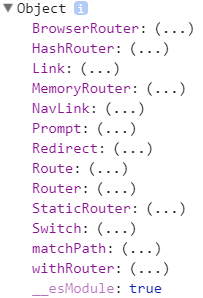 ▼ Object i
BrowserRouter: (...)
HashRouter: (...)
Link: (...)
MemoryRouter: (...)
NavLink: (...)
Prompt: (...)
Redirect: (...)
Route: (...)
Router: (...)
StaticRouter: (...)
Switch: (...)
matchPath: (...)
withRouter: (...)
__esModule: true